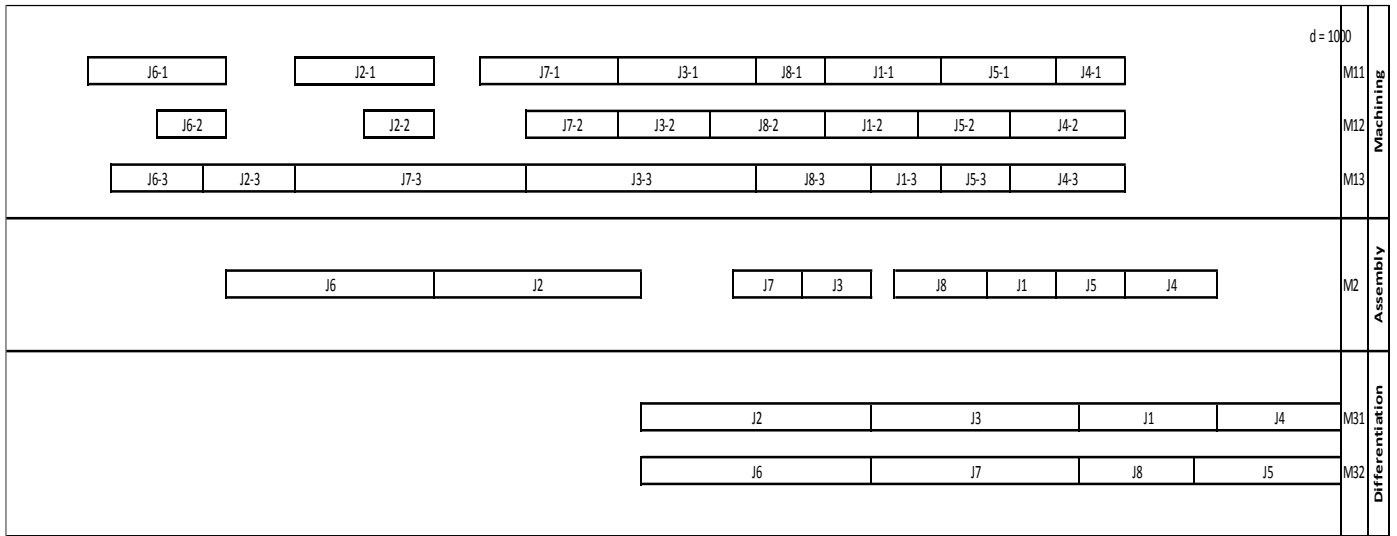 d = 1000
J6-1 J2-1 J7-1 J3-1 J8-1 J1-1 J5-1 J4-1 M11
J6-2 J2-2 J7-2 J3-2 J8-2 J1-2 J5-2 J4-2 M12
J6-3 J2-3 J7-3 J3-3 J8-3 J1-3 J5-3 J4-3 M13
Machining
J6 J2 J7 J3 J8 J1 J5 J4 M2
Assembly
J2 J3 J1 J4 M31
J6 J7 J8 J5 M32
Differentiation